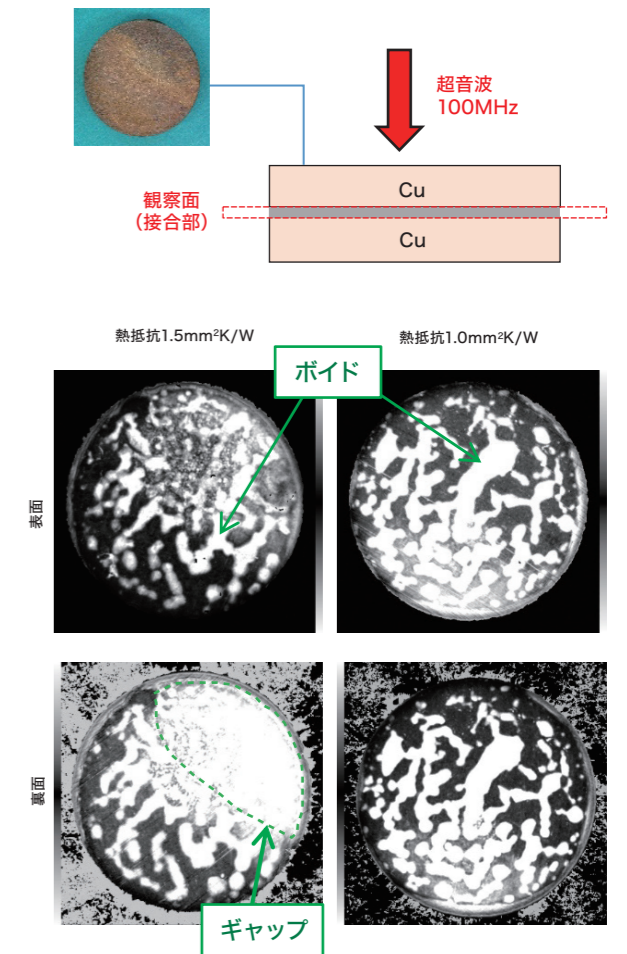 超音波
100MHz
Cu
観察面
（接合部）
Cu
熱抵抗1.5mm²K/W
熱抵抗1.0mm²K/W
ボイド
表面
裏面
ギャップ